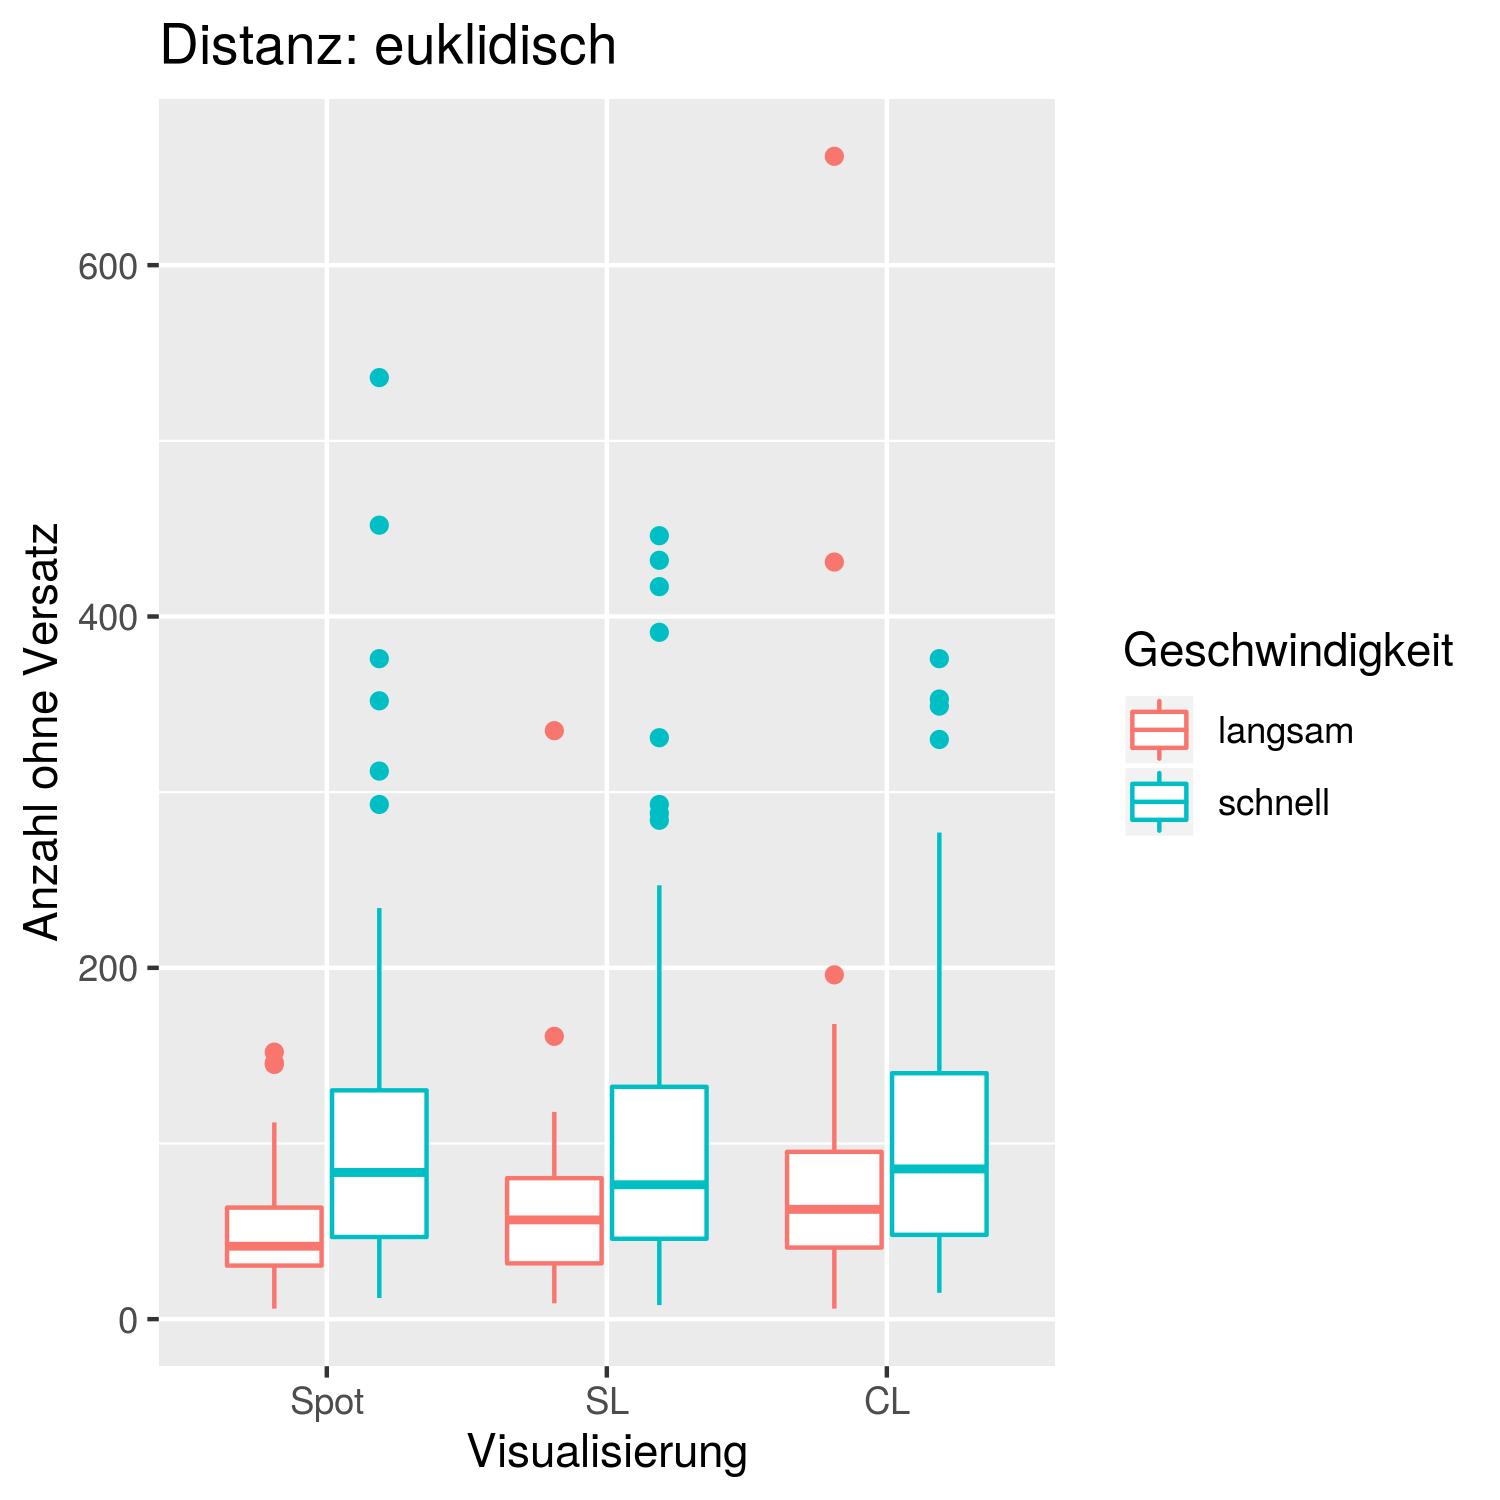 Distanz: euklidisch
Anzahl ohne Versatz
600
400
200
0
Spot SL CL
Visualisierung
Geschwindigkeit
langsam
schnell